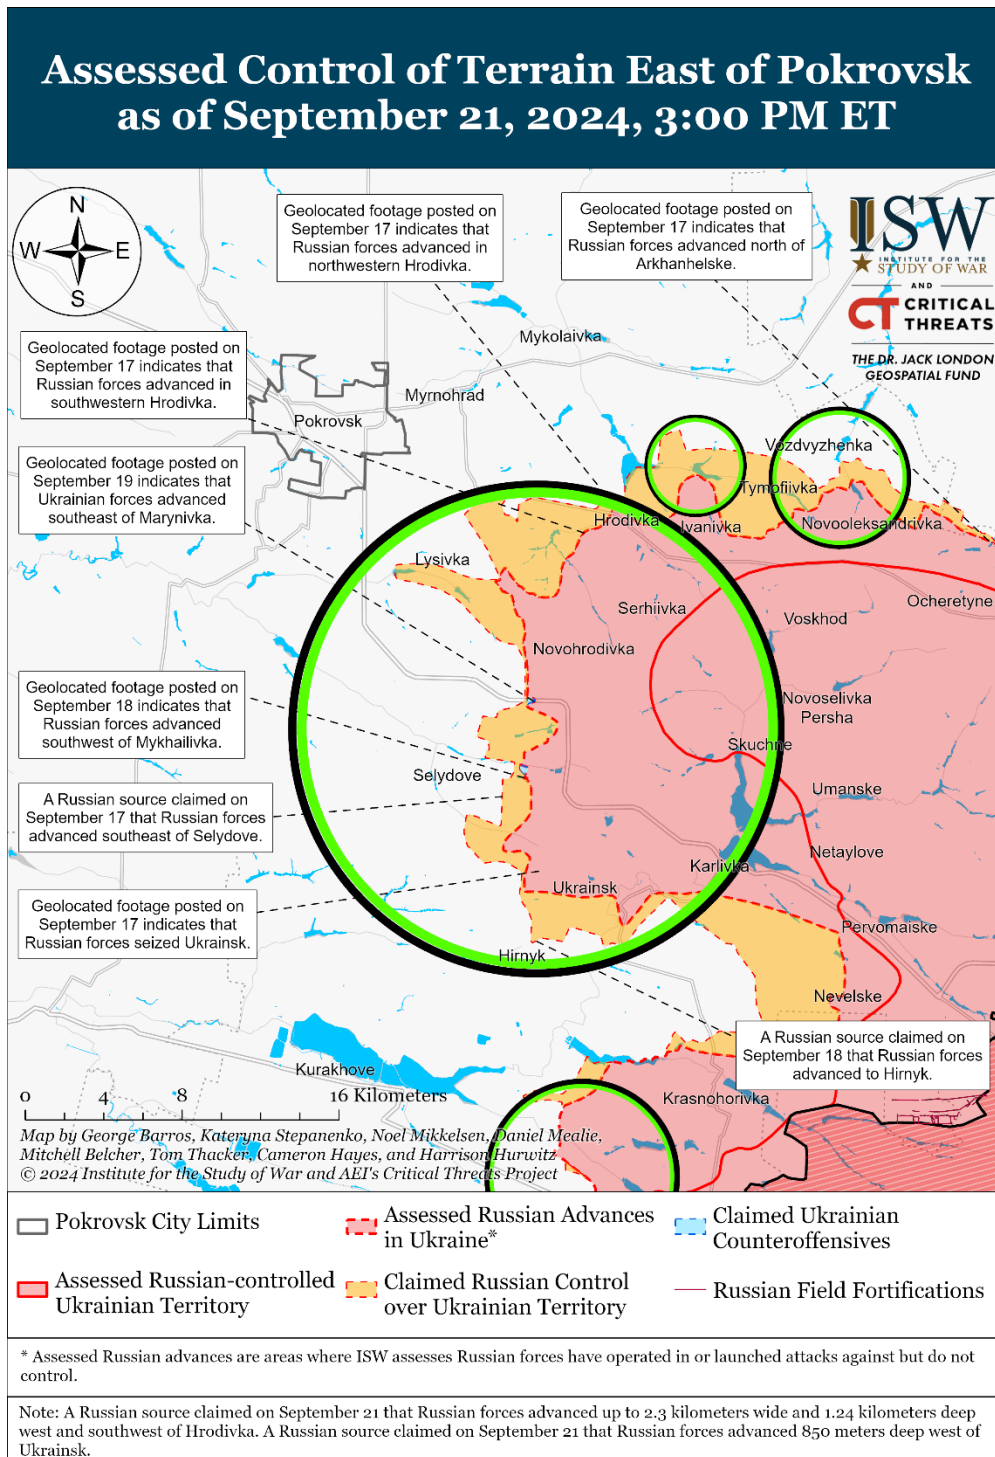 Assessed Control of Terrain East of Pokrovsk
as of September 21, 2024, 3:00 PM ET
N
W
E
S
Geolocated footage posted on
September 17 indicates that
Russian forces advanced in
northwestern Hrodivka.
Geolocated footage posted on
September 17 indicates that
Russian forces advanced north of
Arkhanhelske.
ISW
INSTITUTE FOR THE
STUDY OF WAR
AND
CT CRITICAL
THREATS
THE DR. JACK LONDON
GEOSPATIAL FUND
Geolocated footage posted on
September 17 indicates that
Russian forces advanced in
southwestern Hrodivka.
Geolocated footage posted on
September 19 indicates that
Ukrainian forces advanced
southeast of Marynivka.
Geolocated footage posted on
September 18 indicates that
Russian forces advanced
southwest of Mykhailivka.
A Russian source claimed on
September 17 that Russian forces
advanced southeast of Selydove.
Geolocated footage posted on
September 17 indicates that
Russian forces seized Ukrainsk.
A Russian source claimed on
September 18 that Russian forces
advanced to Hirnyk.
Mykolaivka
Myrnohrad
Pokrovsk
Vozdvyzhenka
Tymofiivka
Hrodivka
Ivanivka
Novooleksandrivka
Lysivka
Serhiivka
Voskhod
Ocheretyne
Novohrodivka
Novoselivka
Persha
Skuchne
Selydove
Umanske
Netaylove
Karlivka
Ukrainsk
Pervomaiske
Hirnyk
Nevelske
Kurakhove
Krasnohorivka
0 4 8 16 Kilometers
Map by George Barros, Kateryna Stepanenko, Noel Mikkelsen, Daniel Mealie,
Mitchell Belcher, Tom Thacker, Cameron Hayes, and Harrison Hurwitz
© 2024 Institute for the Study of War and AEI's Critical Threats Project
Pokrovsk City Limits
Assessed Russian Advances
in Ukraine*
Claimed Ukrainian
Counteroffensives
Assessed Russian-controlled
Ukrainian Territory
Claimed Russian Control
over Ukrainian Territory
Russian Field Fortifications
* Assessed Russian advances are areas where ISW assesses Russian forces have operated in or launched attacks against but do not
control.
Note: A Russian source claimed on September 21 that Russian forces advanced up to 2.3 kilometers wide and 1.24 kilometers deep
west and southwest of Hrodivka. A Russian source claimed on September 21 that Russian forces advanced 850 meters deep west of
Ukrainsk.